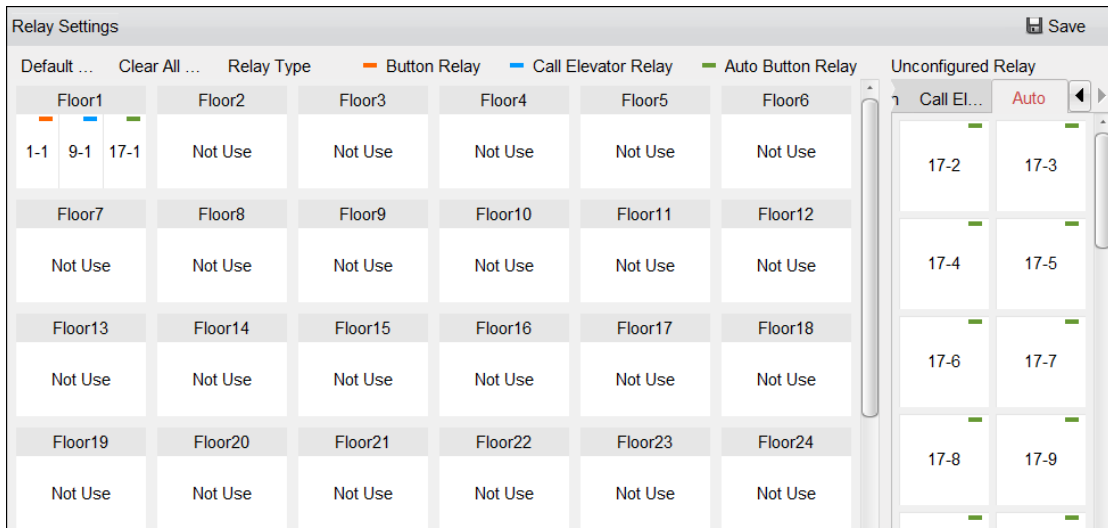 Relay Settings Save
Default ... Clear All ... Relay Type Button Relay Call Elevator Relay Auto Button Relay Unconfigured Relay
Floor1 Floor2 Floor3 Floor4 Floor5 Floor6 Call El... Auto
1-1 9-1 17-1 Not Use Not Use Not Use Not Use Not Use 17-2 17-3
Floor7 Floor8 Floor9 Floor10 Floor11 Floor12
Not Use Not Use Not Use Not Use Not Use Not Use 17-4 17-5
Floor13 Floor14 Floor15 Floor16 Floor17 Floor18
Not Use Not Use Not Use Not Use Not Use Not Use 17-6 17-7
Floor19 Floor20 Floor21 Floor22 Floor23 Floor24
17-8 17-9
Not Use Not Use Not Use Not Use Not Use Not Use